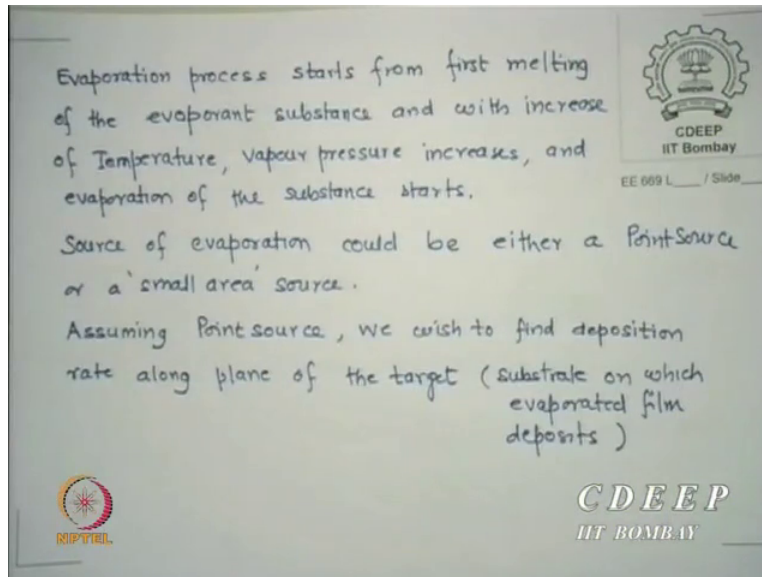 Evaporation process starts from first melting
of the evoporant substance and with increase
of Temperature, vapour pressure increases, and
evaporation of the substance starts.
Source of evaporation could be either a Point Source
or a 'small area' source.
Assuming Point source, we wish to find deposition
rate along plane of the target (substrate on which
evaporated film
deposits)
CDEEP
IIT Bombay
EE 669 L___ / Slide___
NPTEL
CDEEP
IIT BOMBAY